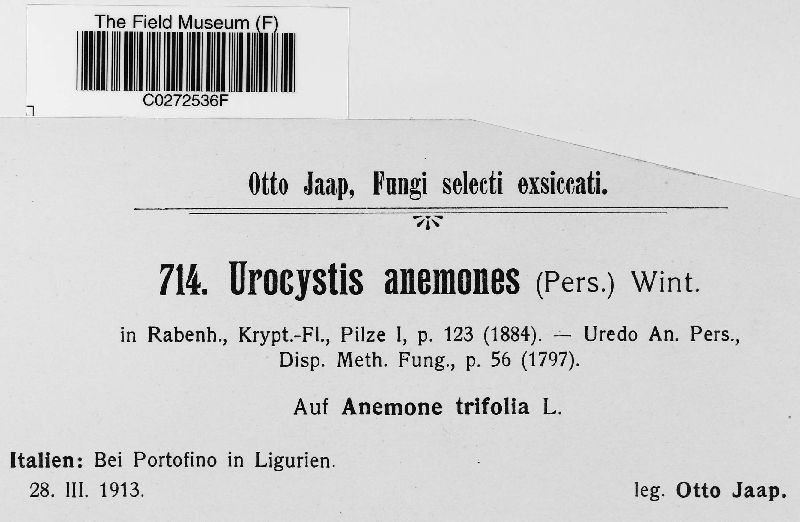 The Field Museum (F)
C0272536F
Otto Jaap, Fungi selecti exsiccati.
714. Urocystis anemones (Pers.) Wint.
in Rabenh., Krypt.-Fl., Pilze I, p. 123 (1884). — Uredo An. Pers.,
Disp. Meth. Fung., p. 56 (1797).
Auf Anemone trifolia L.
Italien: Bei Portofino in Ligurien.
28. III. 1913.
leg. Otto Jaap.